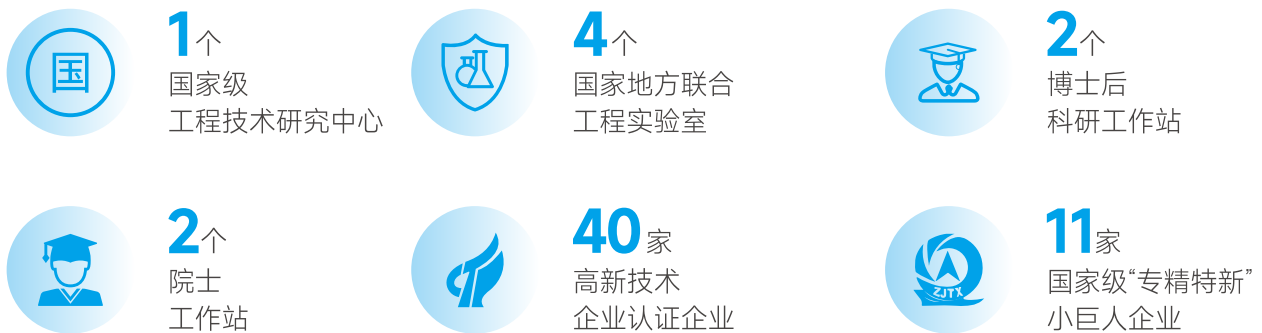 国
1个
国家级
工程技术研究中心
4个
国家地方联合
工程实验室
2个
博士后
科研工作站
2个
院士
工作站
40家
高新技术
企业认证企业
ZJTX
11家
国家级“专精特新”
小巨人企业